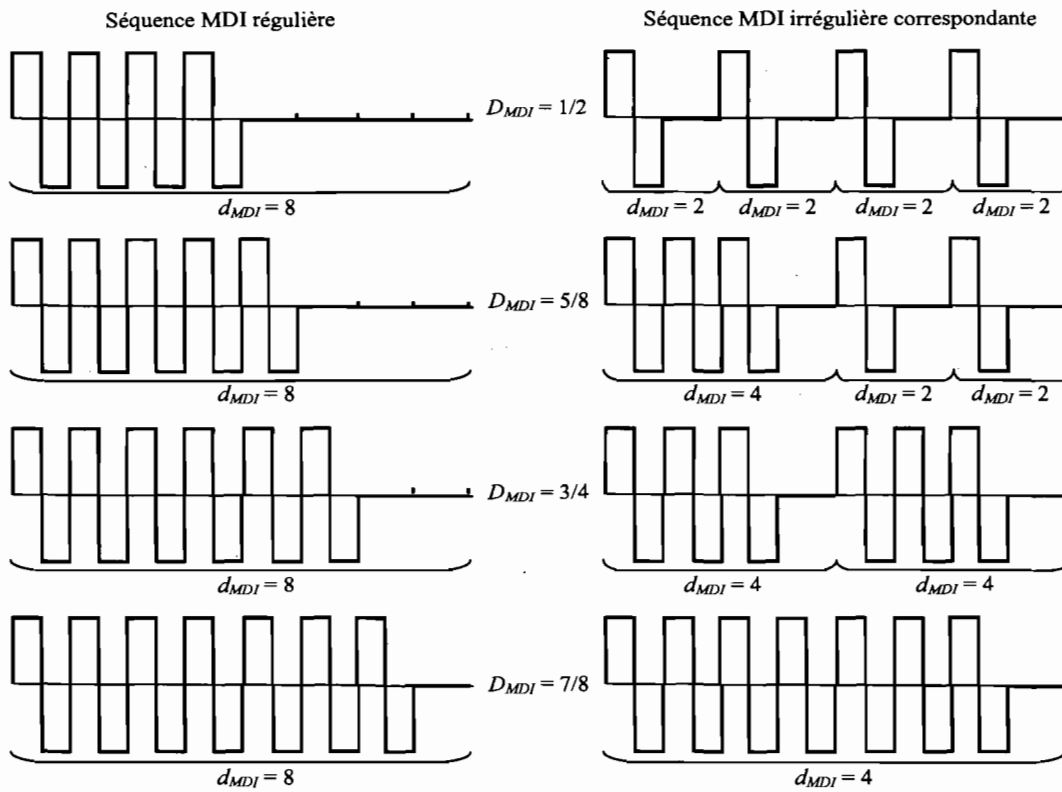 Séquence MDI régulière
Séquence MDI irrégulière correspondante
D_MDI = 1/2
d_MDI = 8
d_MDI = 2
d_MDI = 2
d_MDI = 2
d_MDI = 2
D_MDI = 5/8
d_MDI = 8
d_MDI = 4
d_MDI = 2
d_MDI = 2
D_MDI = 3/4
d_MDI = 8
d_MDI = 4
d_MDI = 4
D_MDI = 7/8
d_MDI = 8
d_MDI = 4